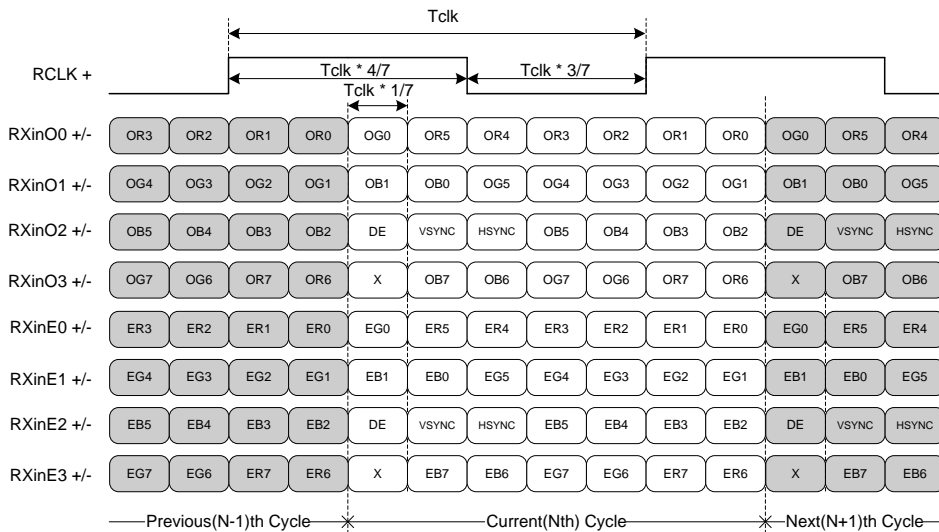 Tclk
RCLK +
Tclk * 4/7
Tclk * 3/7
Tclk * 1/7
RXinO0 +/- OR3 OR2 OR1 OR0 OG0 OR5 OR4 OR3 OR2 OR1 OR0 OG0 OR5 OR4
RXinO1 +/- OG4 OG3 OG2 OG1 OB1 OB0 OG5 OG4 OG3 OG2 OG1 OB1 OB0 OG5
RXinO2 +/- OB5 OB4 OB3 OB2 DE VSYNC HSYNC OB5 OB4 OB3 OB2 DE VSYNC HSYNC
RXinO3 +/- OG7 OG6 OR7 OR6 X OB7 OB6 OG7 OG6 OR7 OR6 X OB7 OB6
RXinE0 +/- ER3 ER2 ER1 ER0 EG0 ER5 ER4 ER3 ER2 ER1 ER0 EG0 ER5 ER4
RXinE1 +/- EG4 EG3 EG2 EG1 EB1 EB0 EG5 EG4 EG3 EG2 EG1 EB1 EB0 EG5
RXinE2 +/- EB5 EB4 EB3 EB2 DE VSYNC HSYNC EB5 EB4 EB3 EB2 DE VSYNC HSYNC
RXinE3 +/- EG7 EG6 ER7 ER6 X EB7 EB6 EG7 EG6 ER7 ER6 X EB7 EB6
Previous(N-1)th Cycle Current(Nth) Cycle Next(N+1)th Cycle